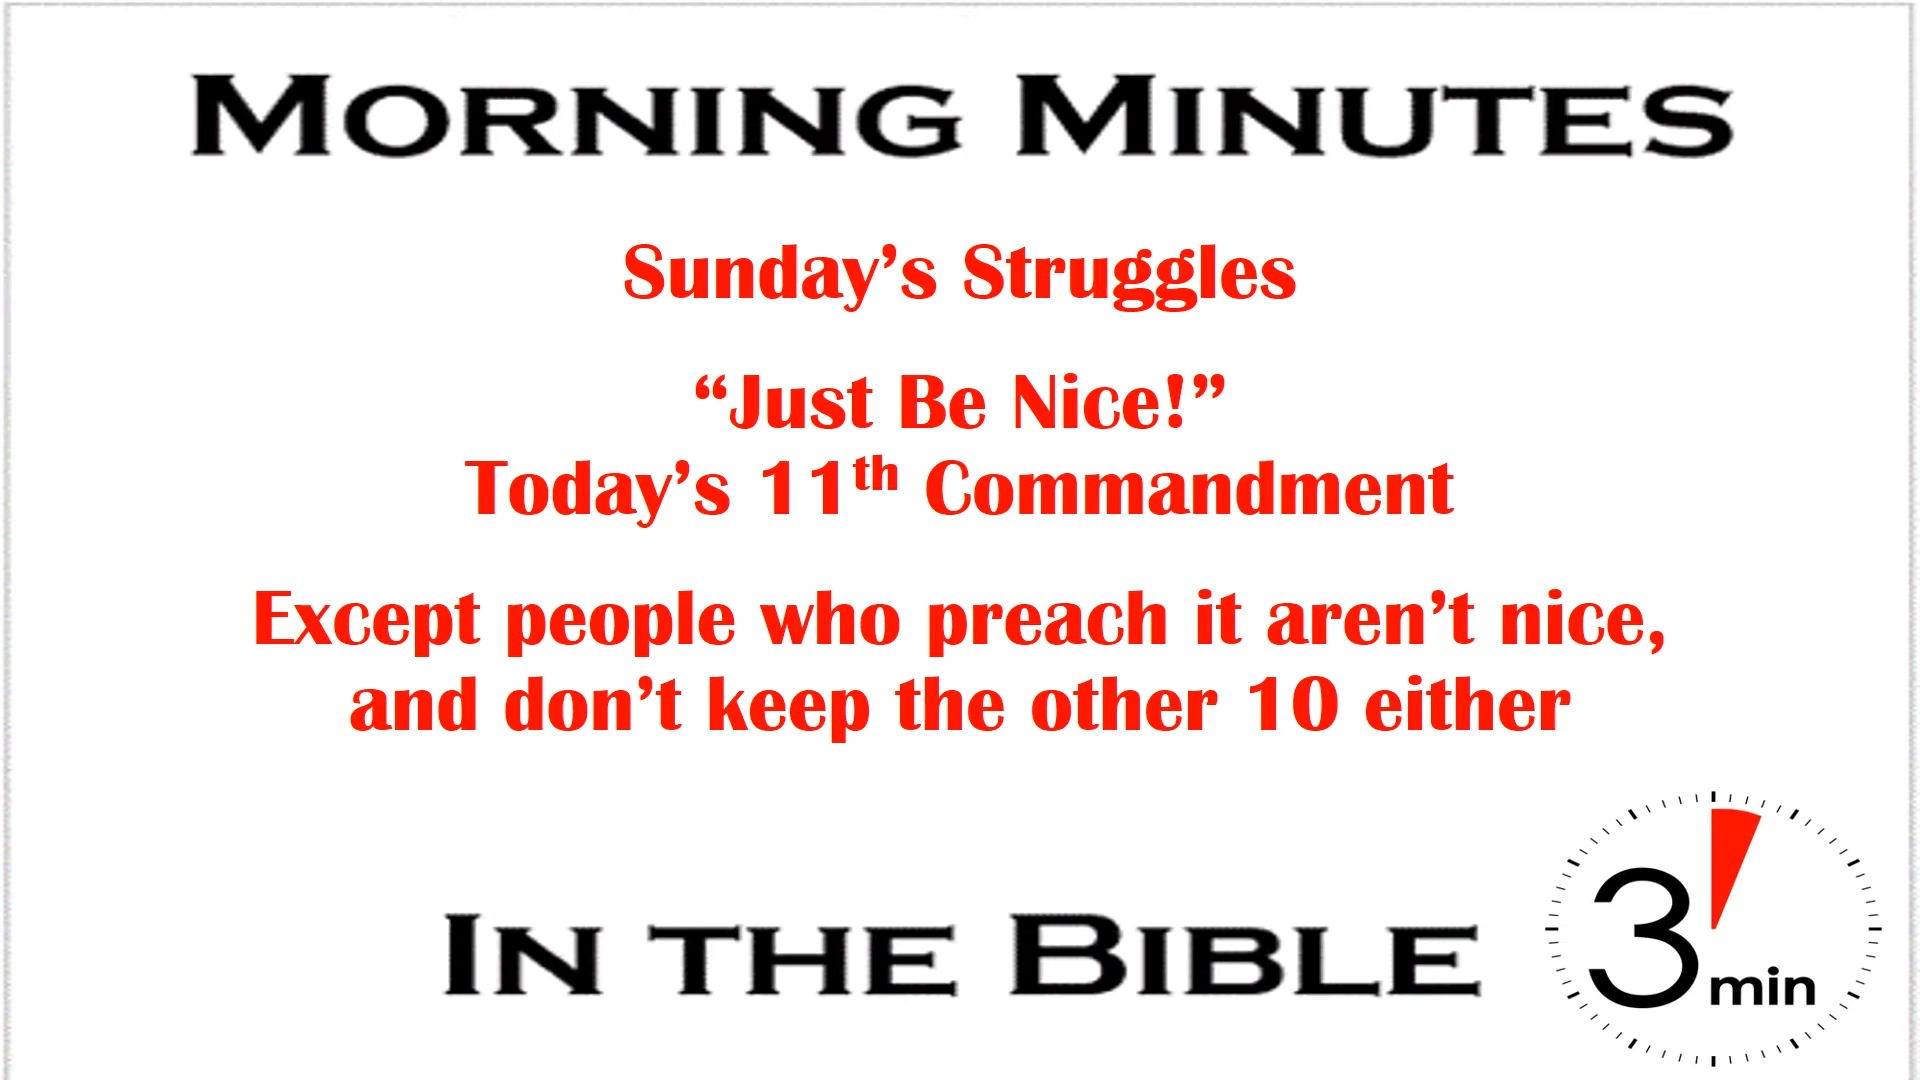 MORNING MINUTES
Sunday’s Struggles
“Just Be Nice!”
Today’s 11th Commandment
Except people who preach it aren’t nice,
and don’t keep the other 10 either
IN THE BIBLE
3 min